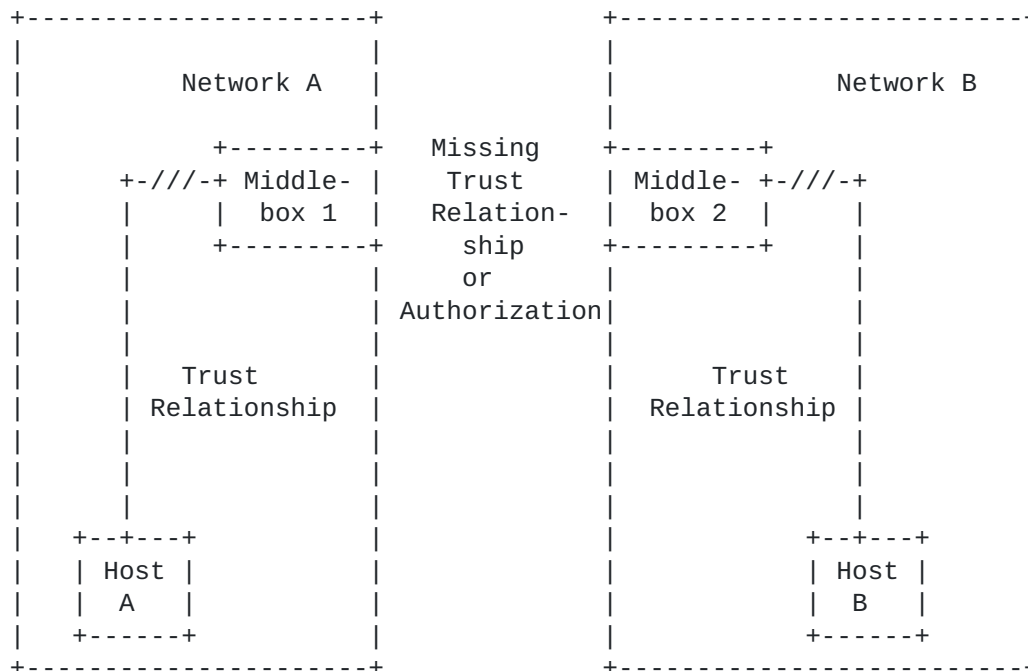 Network A Network B
Missing
Middle- Trust Middle-
box 1 Relation- box 2
ship
or
Authorization
Trust Trust
Relationship Relationship
Host Host
A B